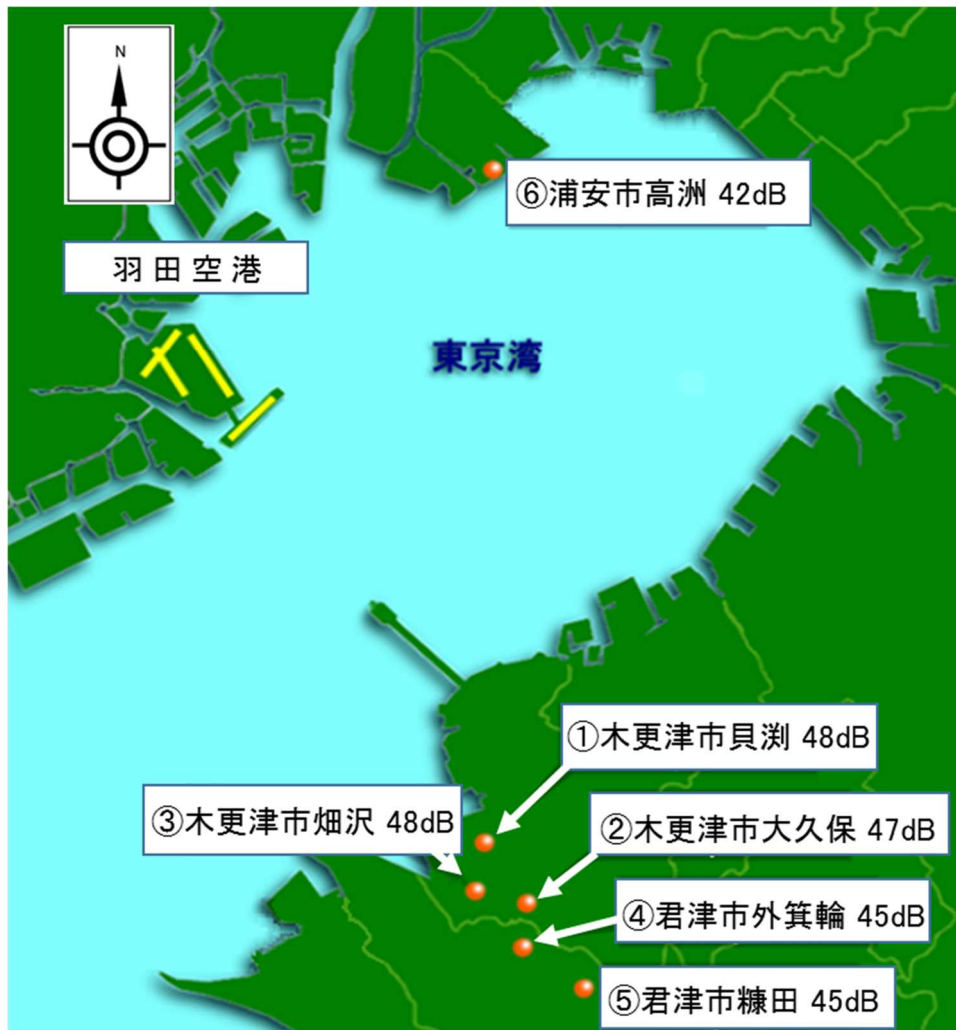 N
⑥浦安市高洲 42dB
羽田空港
東京湾
①木更津市貝渕 48dB
③木更津市畑沢 48dB
②木更津市大久保 47dB
④君津市外箕輪 45dB
⑤君津市糠田 45dB